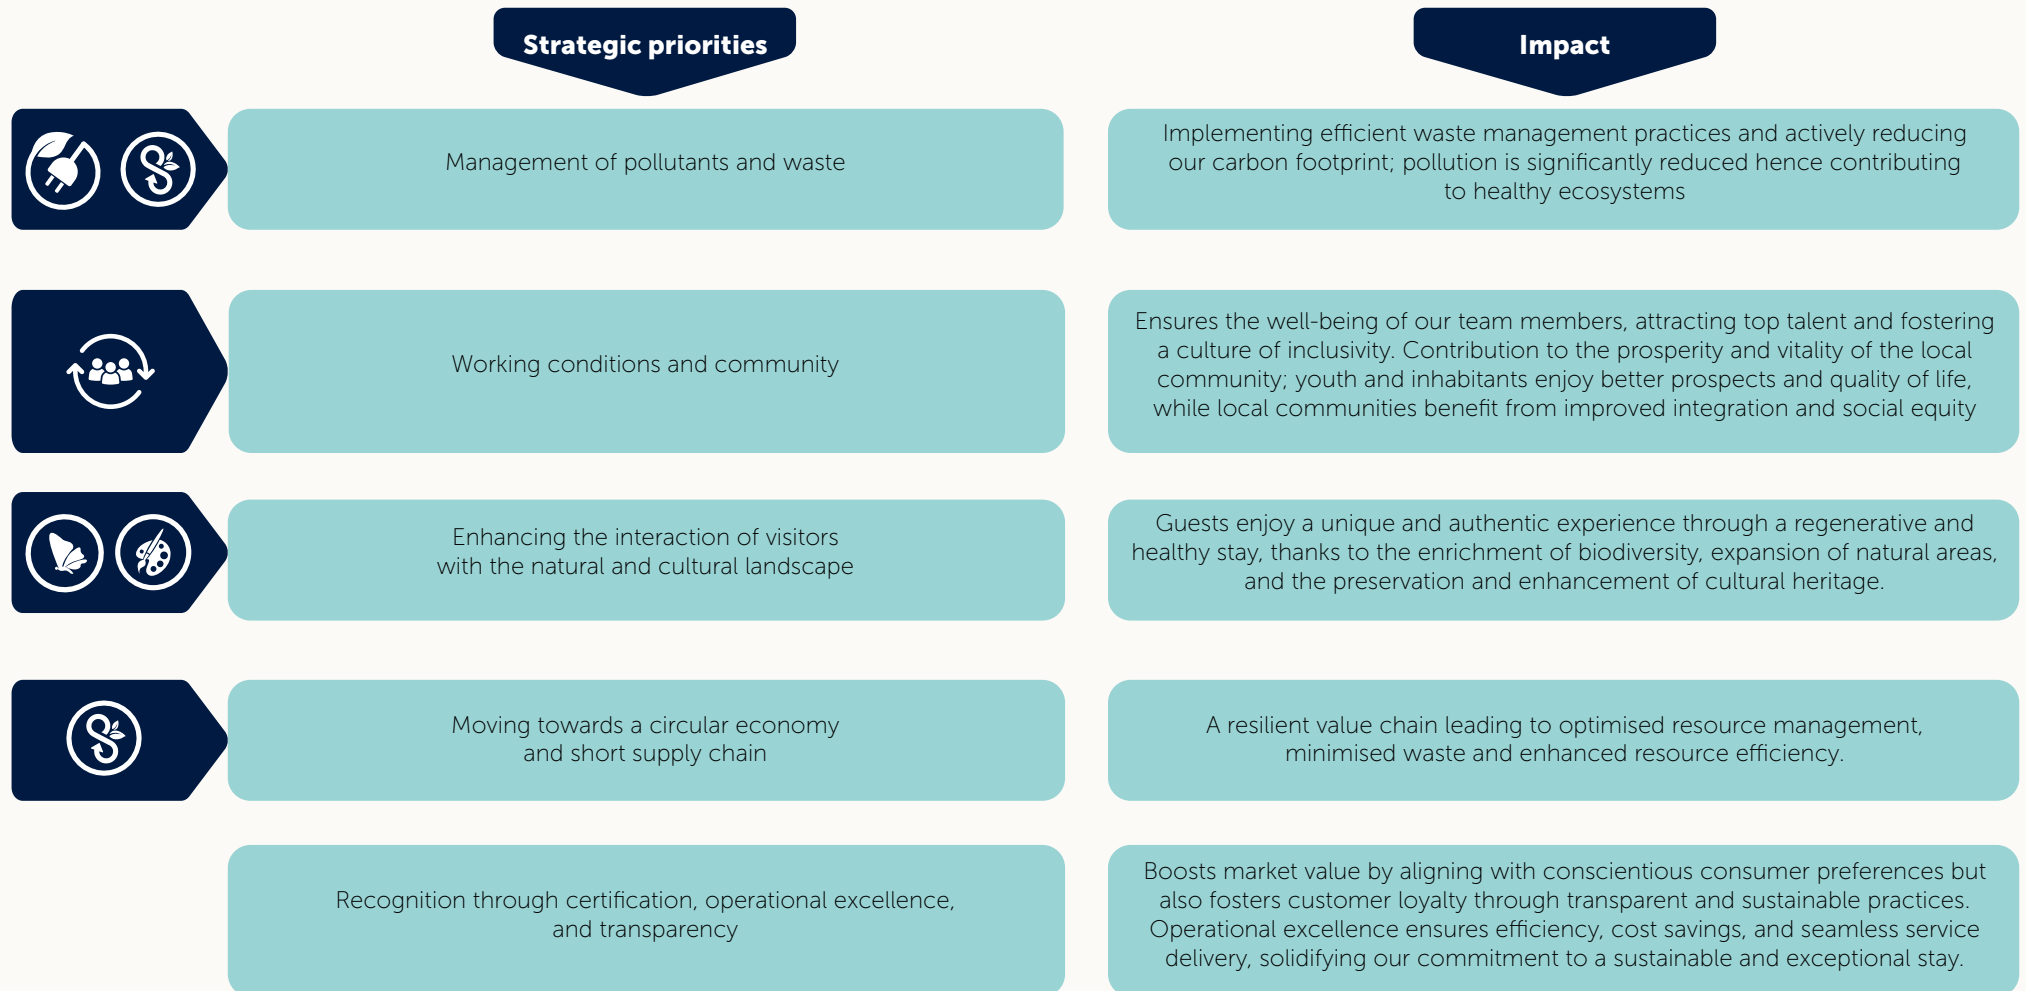 Strategic priorities
Impact
Management of pollutants and waste
Implementing efficient waste management practices and actively reducing
our carbon footprint; pollution is significantly reduced hence contributing
to healthy ecosystems
Working conditions and community
Ensures the well-being of our team members, attracting top talent and fostering
a culture of inclusivity. Contribution to the prosperity and vitality of the local
community; youth and inhabitants enjoy better prospects and quality of life,
while local communities benefit from improved integration and social equity
Enhancing the interaction of visitors
with the natural and cultural landscape
Guests enjoy a unique and authentic experience through a regenerative and
healthy stay, thanks to the enrichment of biodiversity, expansion of natural areas,
and the preservation and enhancement of cultural heritage.
Moving towards a circular economy
and short supply chain
A resilient value chain leading to optimised resource management,
minimised waste and enhanced resource efficiency.
Recognition through certification, operational excellence,
and transparency
Boosts market value by aligning with conscientious consumer preferences but
also fosters customer loyalty through transparent and sustainable practices.
Operational excellence ensures efficiency, cost savings, and seamless service
delivery, solidifying our commitment to a sustainable and exceptional stay.